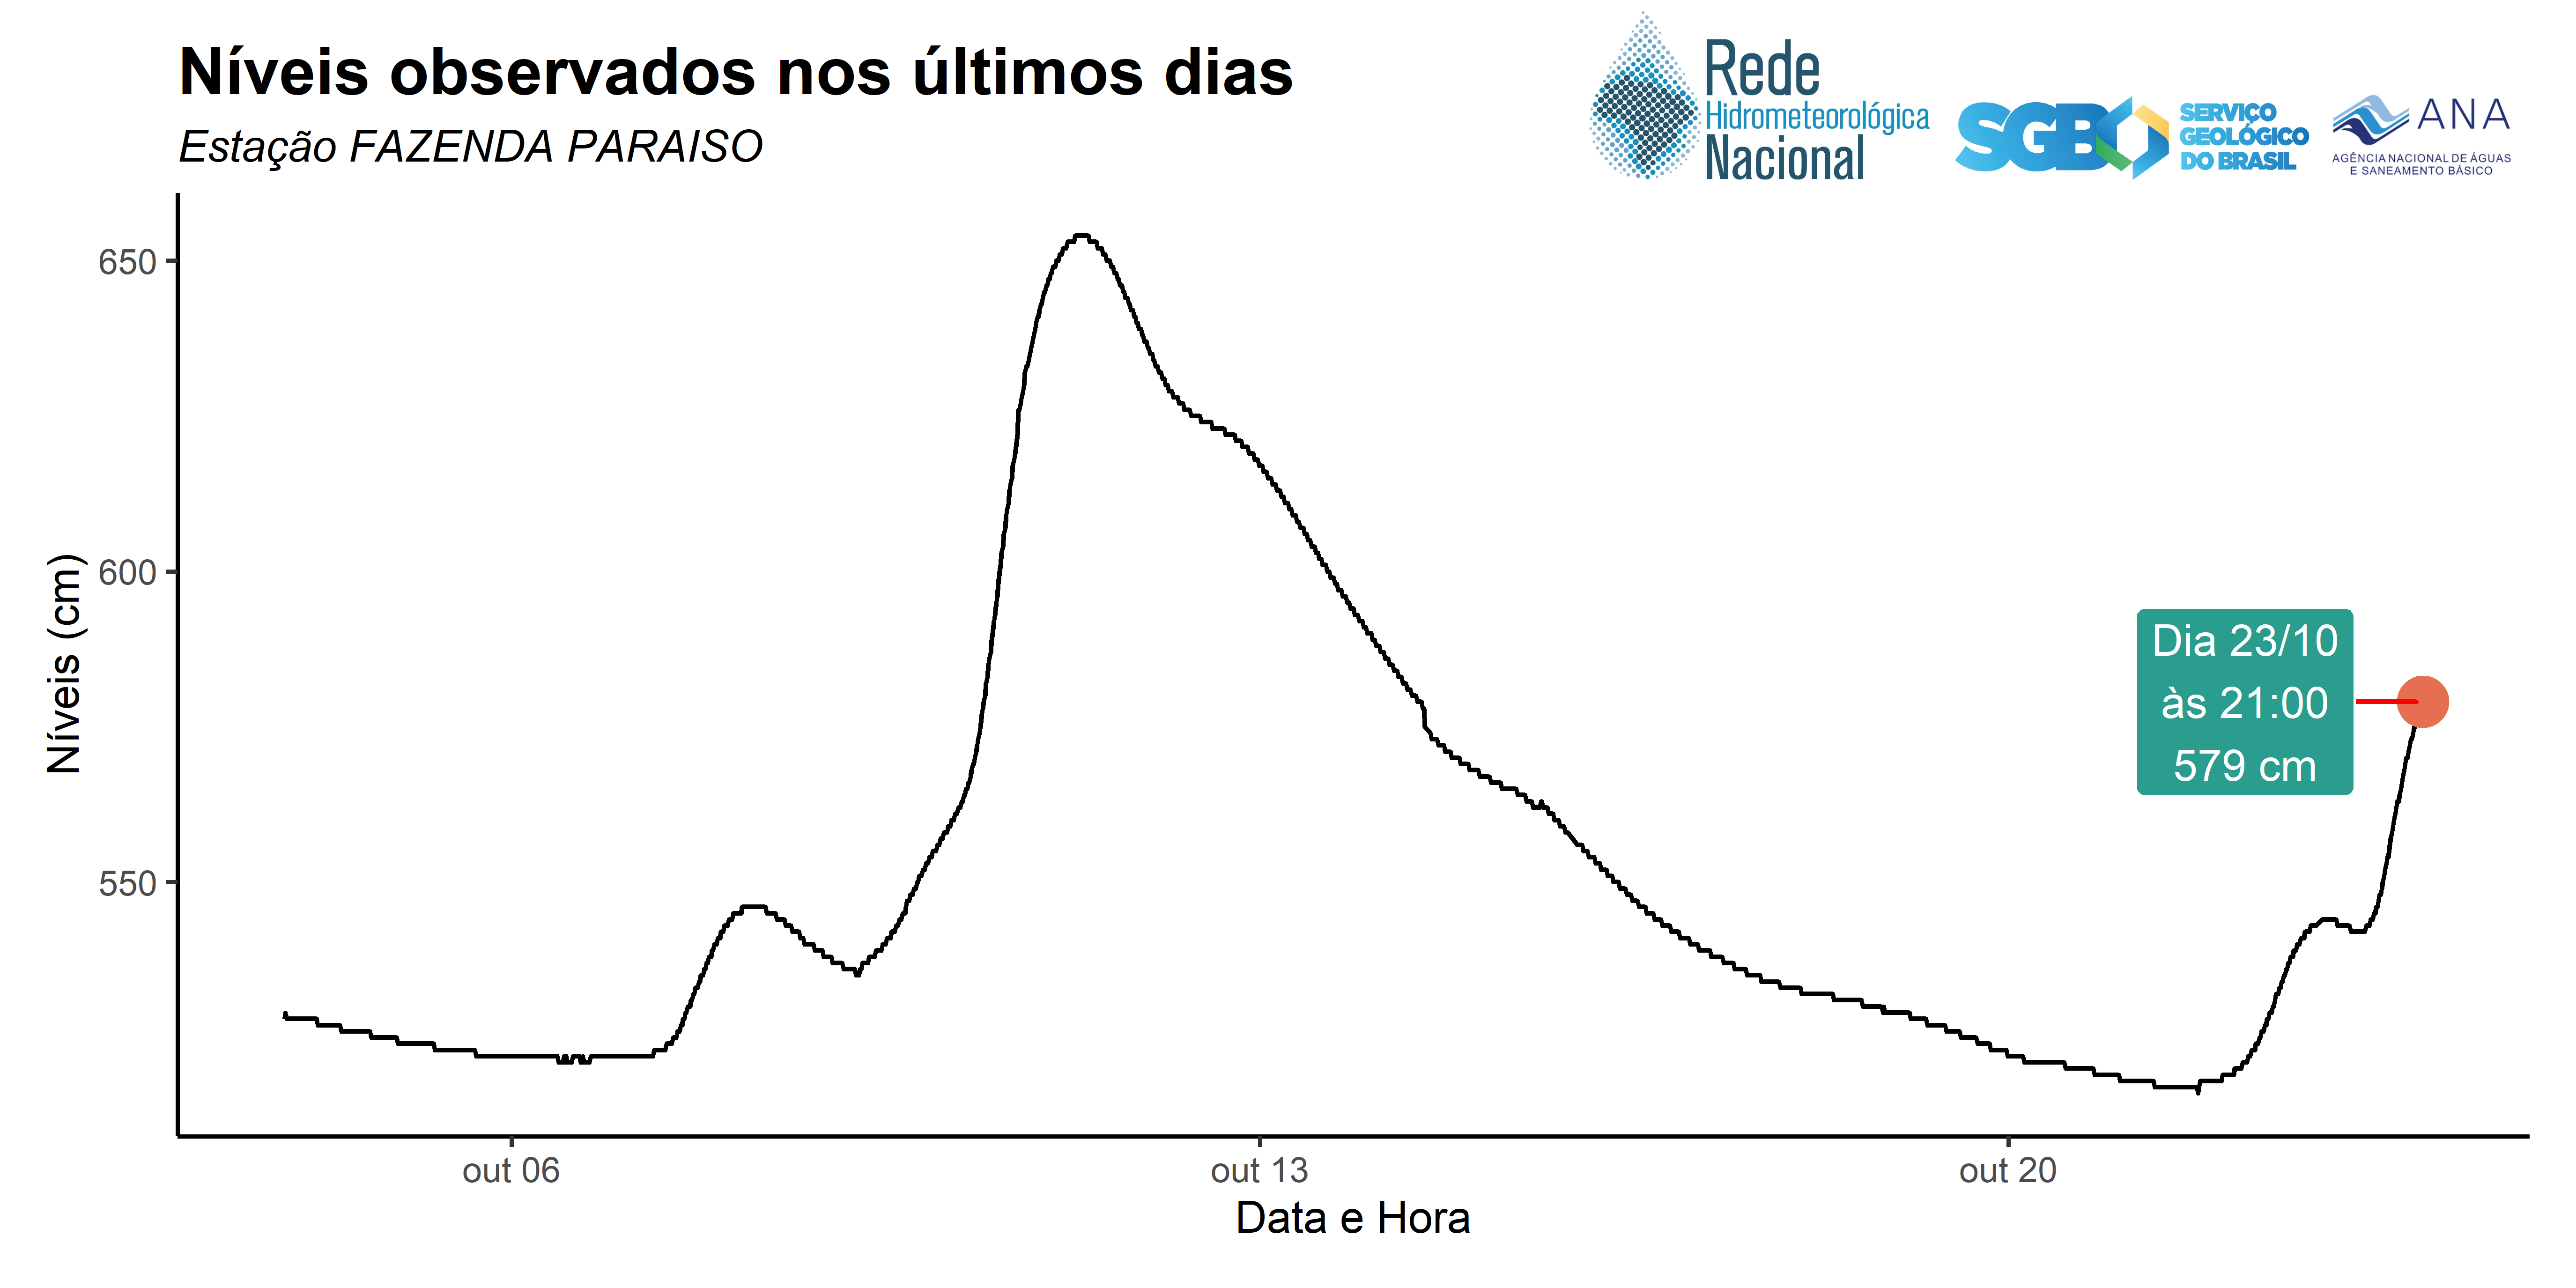 Níveis observados nos últimos dias
Estação FAZENDA PARAISO
Rede
Hidrometeorológica
Nacional
SGB
SERVIÇO
GEOLÓGICO
DO BRASIL
ANA
AGÊNCIA NACIONAL DE ÁGUAS
E SANEAMENTO BÁSICO
Níveis (cm)
650
600
550
Dia 23/10
às 21:00
579 cm
out 06
out 13
out 20
Data e Hora